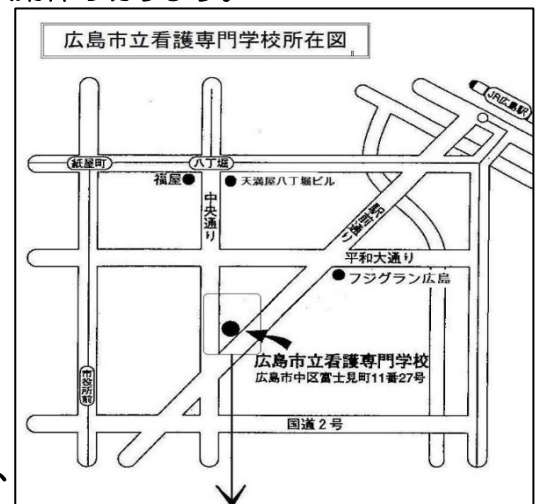 広島市立看護専門学校所在図
JR広島駅
紙屋町
八丁堀
福屋
天満屋八丁堀ビル
中央通り
駅前通り
平和大通り
フジグラン広島
広島市立看護専門学校
広島市中区富士見町11番27号
市役所前
国道2号